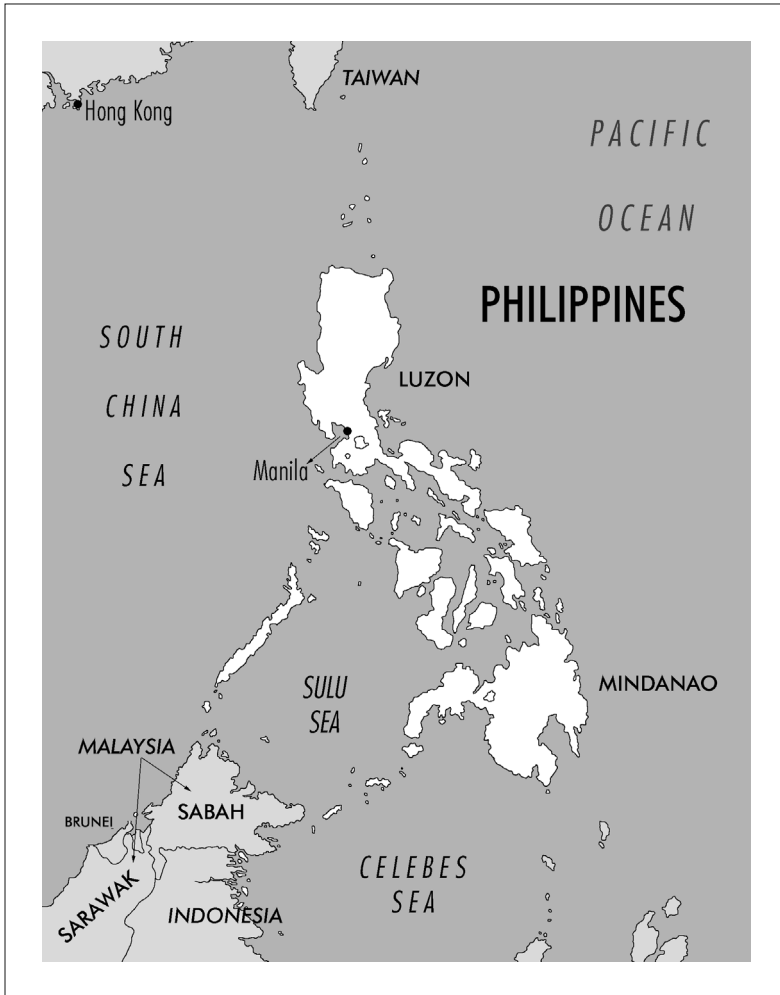 TAIWAN
Hong Kong
PACIFIC
OCEAN
PHILIPPINES
SOUTH
CHINA
SEA
LUZON
Manila
SULU
SEA
MINDANAO
MALAYSIA
SABAH
BRUNEI
SARAWAK
INDONESIA
CELEBES
SEA